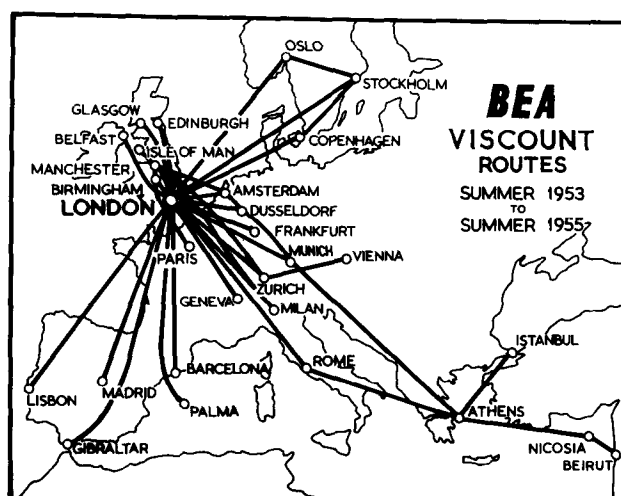 OSLO
STOCKHOLM
BEA
VISCOUNT
ROUTES
SUMMER 1953
TO
SUMMER 1955
GLASGOW
EDINBURGH
BELFAST
ISLE OF MAN
COPENHAGEN
MANCHESTER
BIRMINGHAM
AMSTERDAM
LONDON
DUSSELDORF
FRANKFURT
MUNICH
VIENNA
PARIS
ZURICH
GENEVA
MILAN
ISTANBUL
BARCELONA
ROME
LISBON
MADRID
PALMA
ATHENS
GIBRALTAR
NICOSIA
BEIRUT